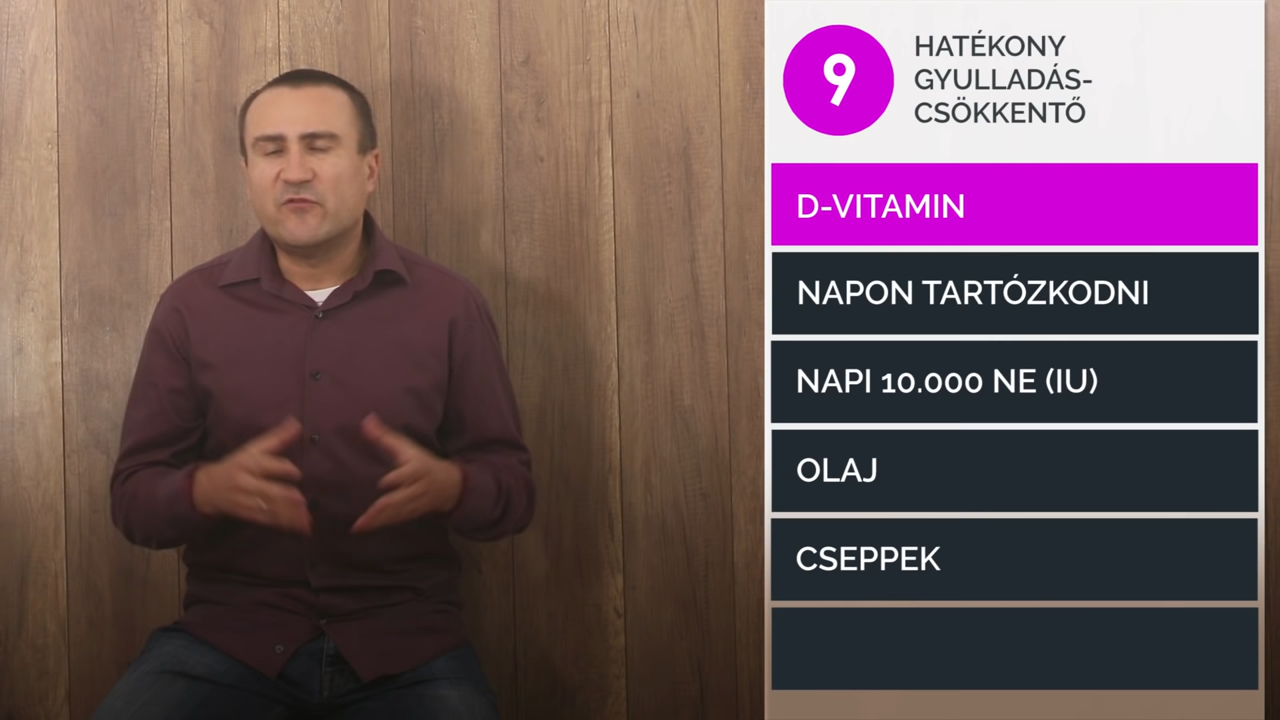 9
HATÉKONY
GYULLADÁS-
CSÖKKENTŐ
D-VITAMIN
NAPON TARTÓZKODNI
NAPI 10.000 NE (IU)
OLAJ
CSEPPEK